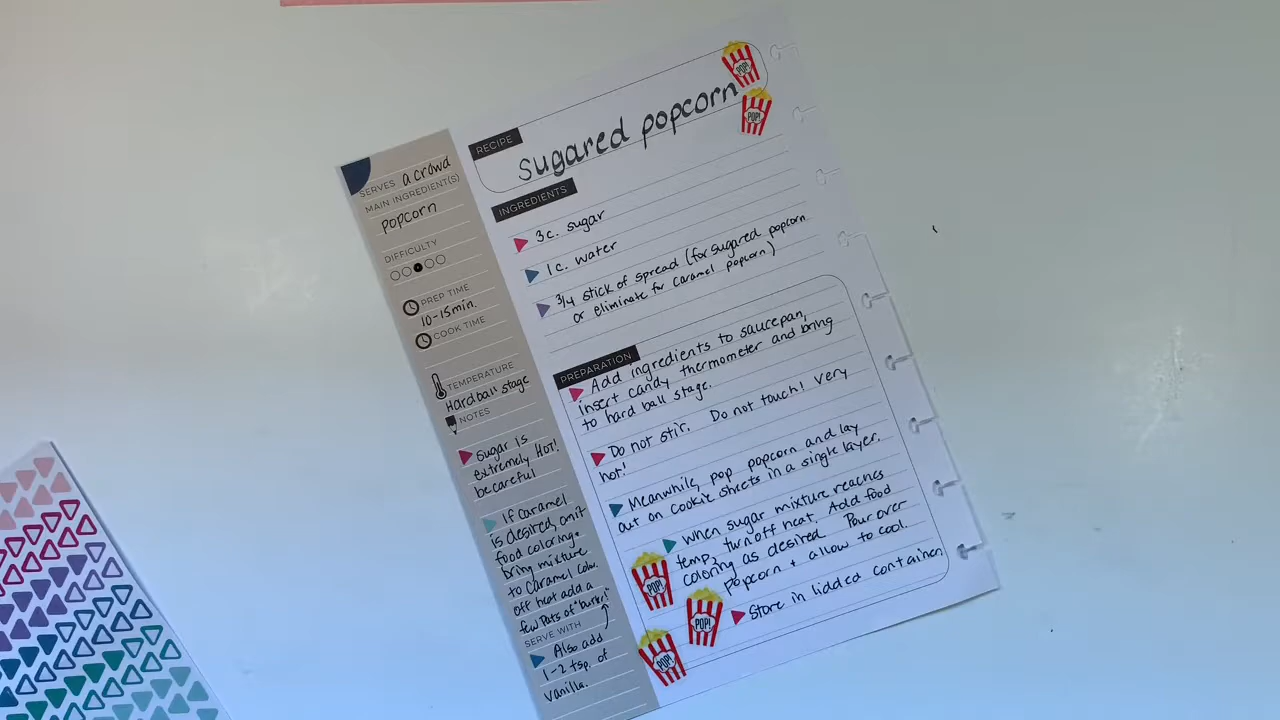 RECIPE
sugared popcorn
POP!
POP!
SERVES a crowd
MAIN INGREDIENT(S)
popcorn
DIFFICULTY
PREP TIME
10-15min.
COOK TIME
TEMPERATURE
Hardball stage
NOTES
sugar is
extremely HOT!
be careful
If caramel
is desired, omit
food coloring.
bring mixture
to caramel color.
off heat add a
few pats of "butter!"
SERVE WITH
Also add
1-2 tsp. of
vanilla.
INGREDIENTS
3c. sugar
1c. water
3/4 stick of spread (for sugared popcorn
or eliminate for caramel popcorn)
PREPARATION
Add ingredients to saucepan,
insert candy thermometer and bring
to hard ball stage.
Do not stir. Do not touch! Very
hot!
Meanwhile, pop popcorn and lay
out on cookie sheets in a single layer.
When sugar mixture reaches
temp, turn off heat. Add food
coloring as desired. Pour over
popcorn + allow to cool.
Store in lidded container.
POP!
POP!
POP!